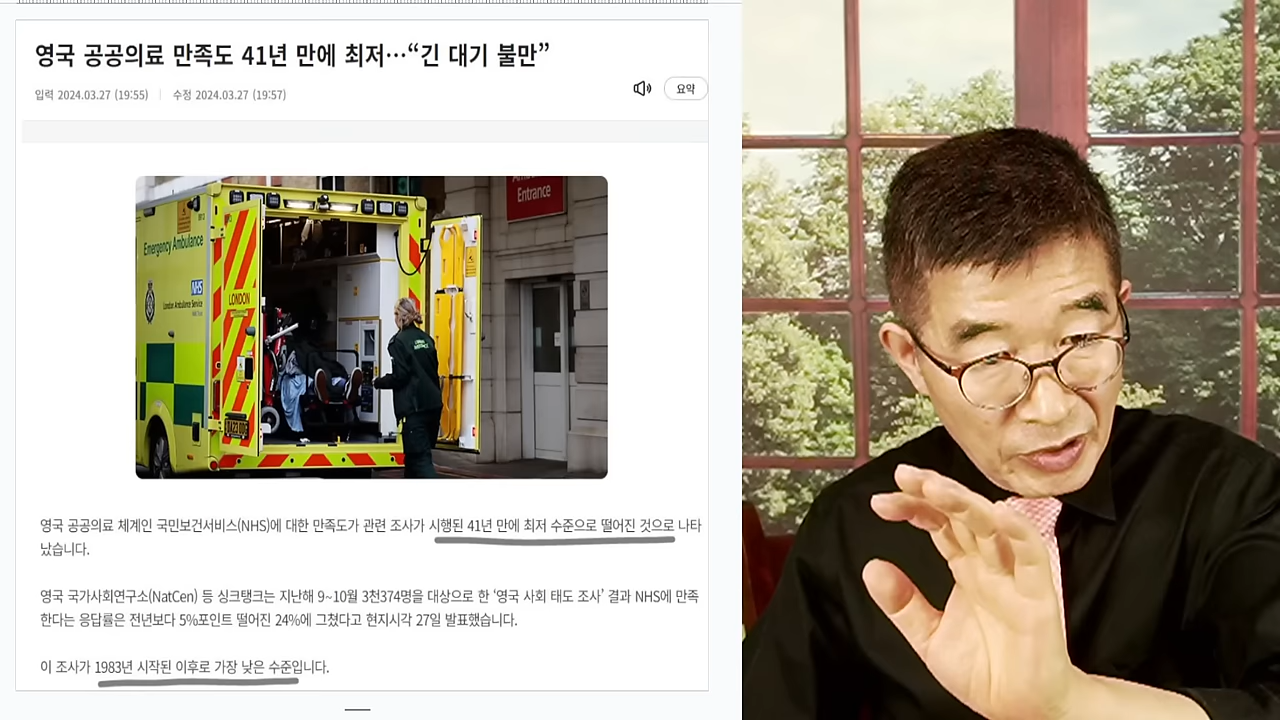 영국 공공의료 만족도 41년 만에 최저…“긴 대기 불만”
입력 2024.03.27 (19:55) | 수정 2024.03.27 (19:57)
요약
Entrance
Emergency Ambulance
NHS
London Ambulance Service
LONDON
영국 공공의료 체계인 국민보건서비스(NHS)에 대한 만족도가 관련 조사가 시행된 41년 만에 최저 수준으로 떨어진 것으로 나타
났습니다.
영국 국가사회연구소(NatCen) 등 싱크탱크는 지난해 9~10월 3천374명을 대상으로 한 ‘영국 사회 태도 조사’ 결과 NHS에 만족
한다는 응답률은 전년보다 5%포인트 떨어진 24%에 그쳤다고 현지시각 27일 발표했습니다.
이 조사가 1983년 시작된 이후로 가장 낮은 수준입니다.